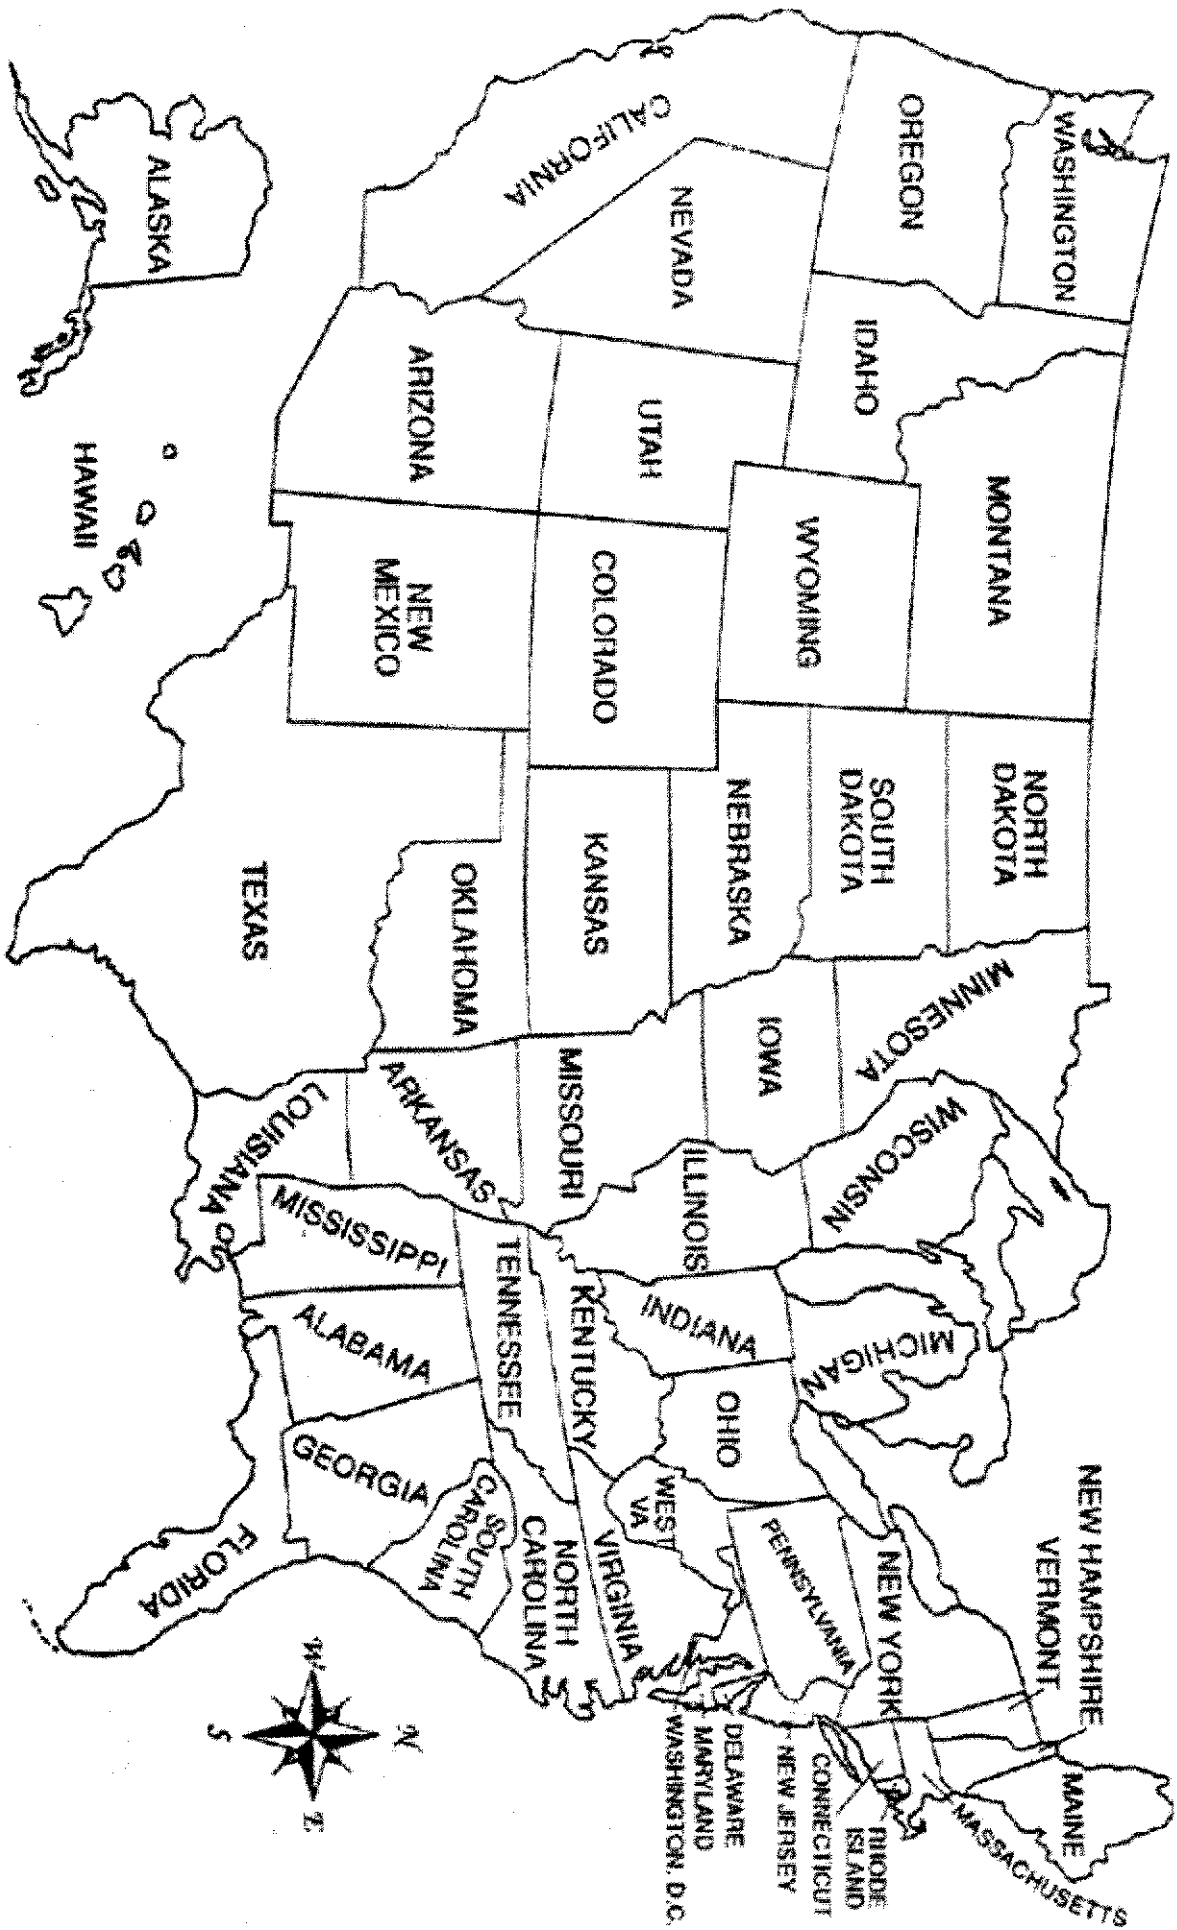 WASHINGTON
OREGON
CALIFORNIA
NEVADA
IDAHO
MONTANA
WYOMING
UTAH
ARIZONA
COLORADO
NEW
MEXICO
NORTH
DAKOTA
SOUTH
DAKOTA
NEBRASKA
KANSAS
OKLAHOMA
TEXAS
MINNESOTA
IOWA
MISSOURI
ARKANSAS
LOUISIANA
WISCONSIN
ILLINOIS
MICHIGAN
INDIANA
OHIO
KENTUCKY
TENNESSEE
MISSISSIPPI
ALABAMA
GEORGIA
FLORIDA
SOUTH
CAROLINA
NORTH
CAROLINA
VIRGINIA
WEST
VA
PENNSYLVANIA
NEW YORK
NEW HAMPSHIRE
VERMONT
MAINE
MASSACHUSETTS
RHODE
ISLAND
CONNECTICUT
NEW JERSEY
DELAWARE
MARYLAND
WASHINGTON, D.C.
ALASKA
HAWAII
N
W
E
S